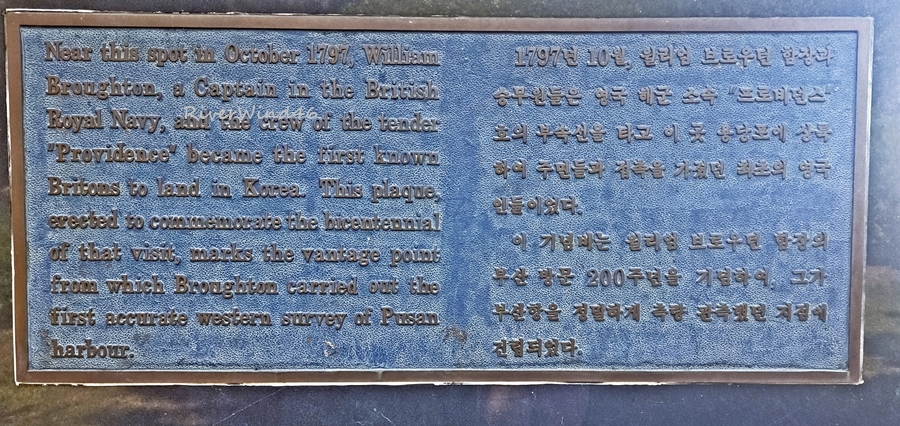 Near this spot in October 1797, William
Broughton, a Captain in the British
Royal Navy, and the crew of the tender
"Providence" became the first known
Britons to land in Korea. This plaque,
erected to commemorate the bicentennial
of that visit, marks the vantage point
from which Broughton carried out the
first accurate western survey of Pusan
harbour.
1797년 10월, 윌리엄 브로우턴 함장과
승무원들은 영국 해군 소속 "프로비던스"
호의 부속선을 타고 이 곳 용당포에 상륙
하여 주민들과 접촉을 가졌던 최초의 영국
인들이었다.
이 기념비는 윌리엄 브로우턴 함장의
부산 방문 200주년을 기념하여, 그가
부산항을 정밀하게 측량 관측했던 지점에
건립되었다.
RiverWind46